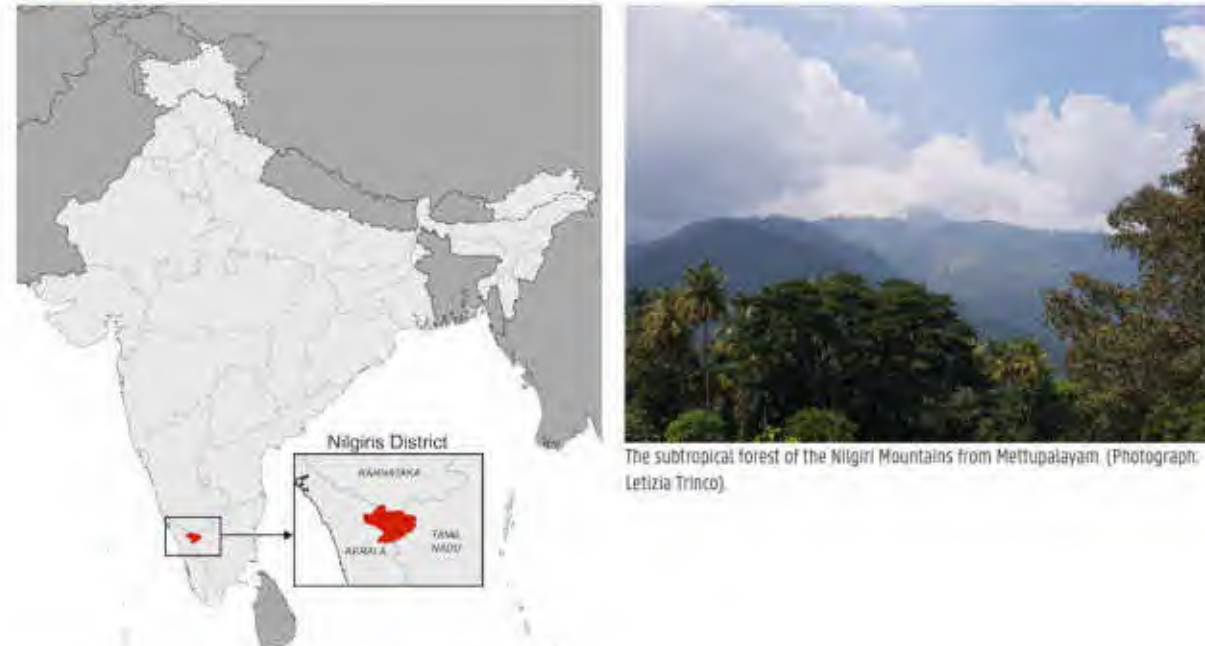 Nilgiris District
KARNATAKA
KERALA
TAMIL
NADU
The subtropical forest of the Nilgiri Mountains from Mettupalayam (Photograph:
Letizia Trinco).